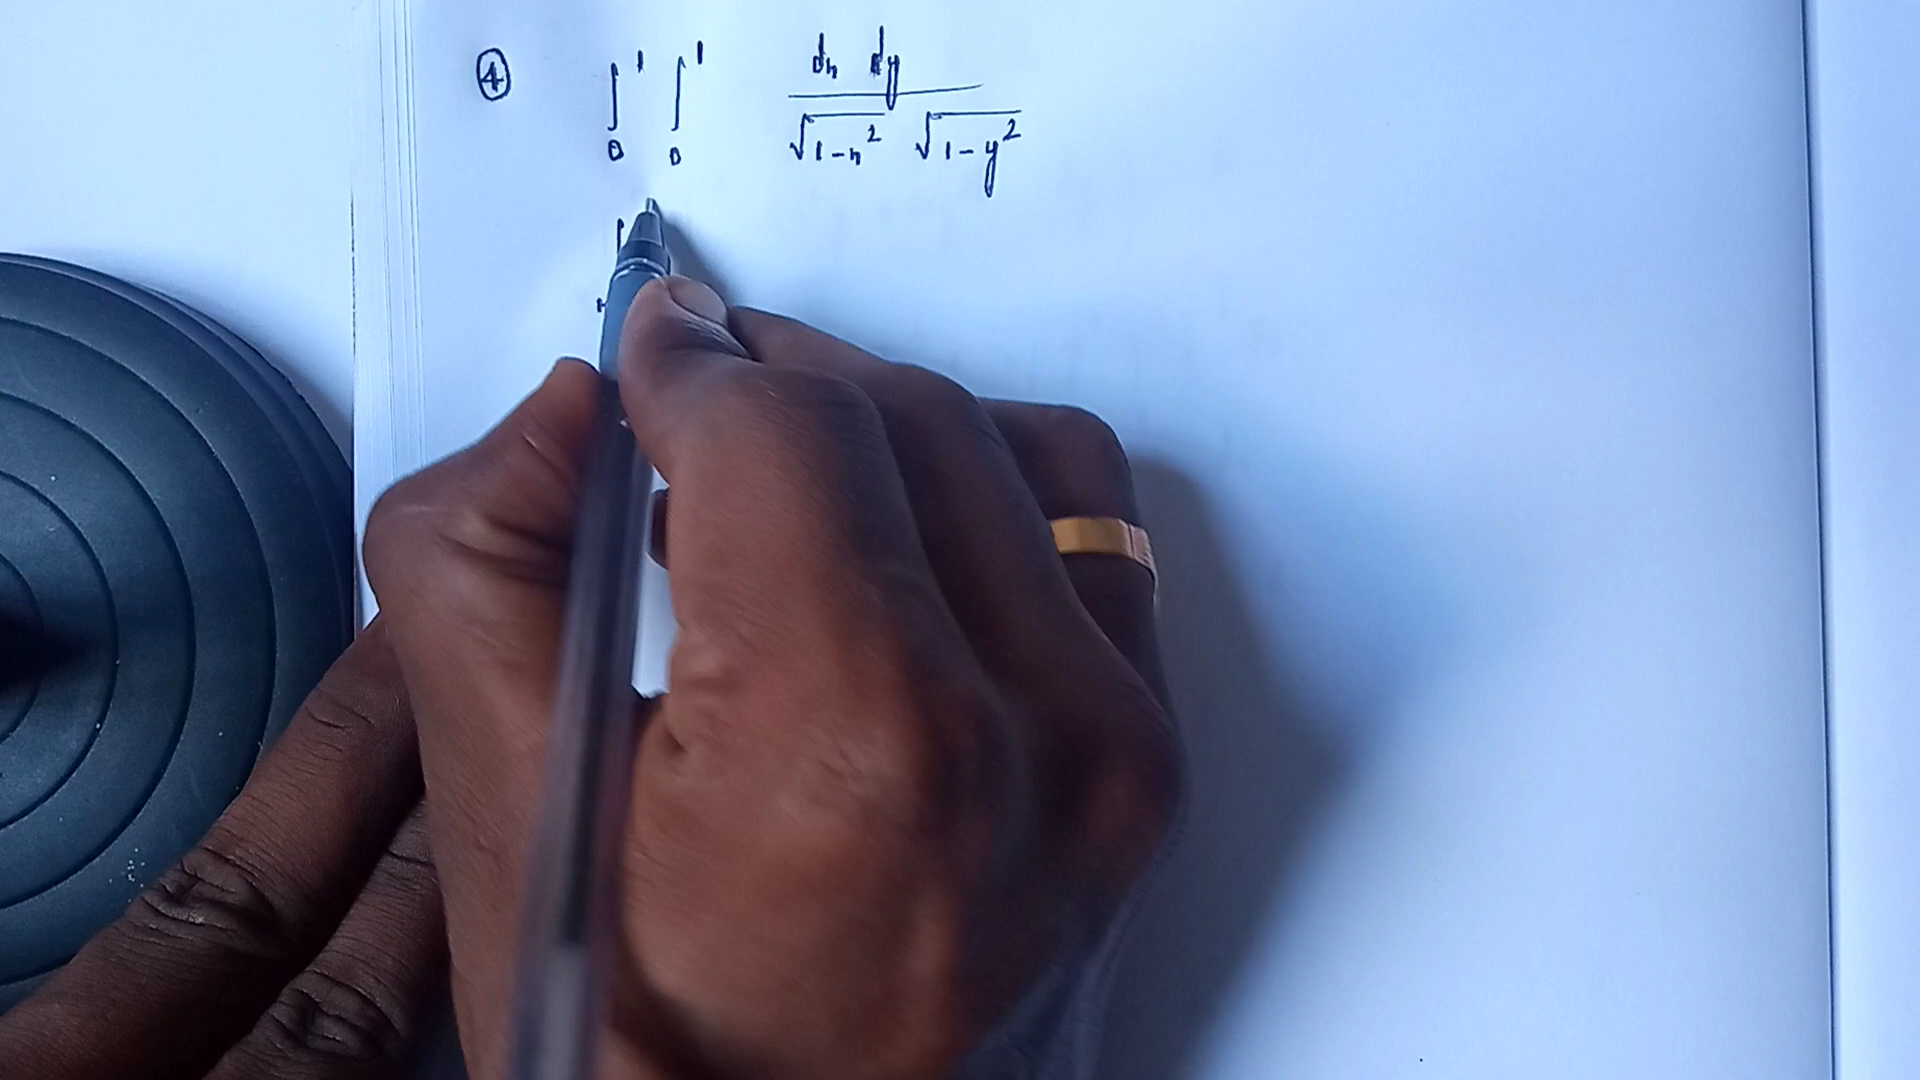 ④ ∫₀¹ ∫₀¹ dx dy / √(1-x²) √(1-y²)
∫